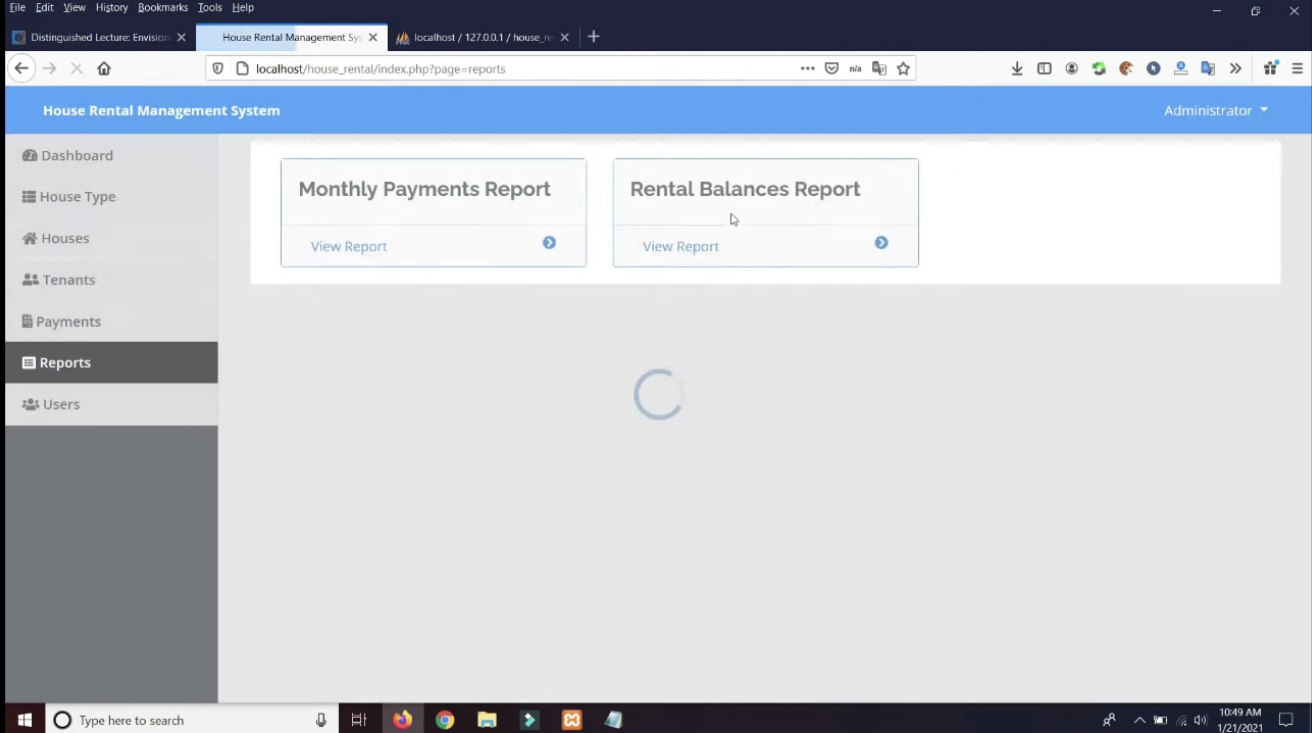 File Edit View History Bookmarks Tools Help
Distinguished Lecture: Envision House Rental Management Sys localhost / 127.0.0.1 / house_re
localhost/house_rental/index.php?page=reports n/a
House Rental Management System Administrator
Dashboard
House Type
Houses
Tenants
Payments
Reports
Users
Monthly Payments Report
View Report
Rental Balances Report
View Report
Type here to search
10:49 AM
1/21/2021